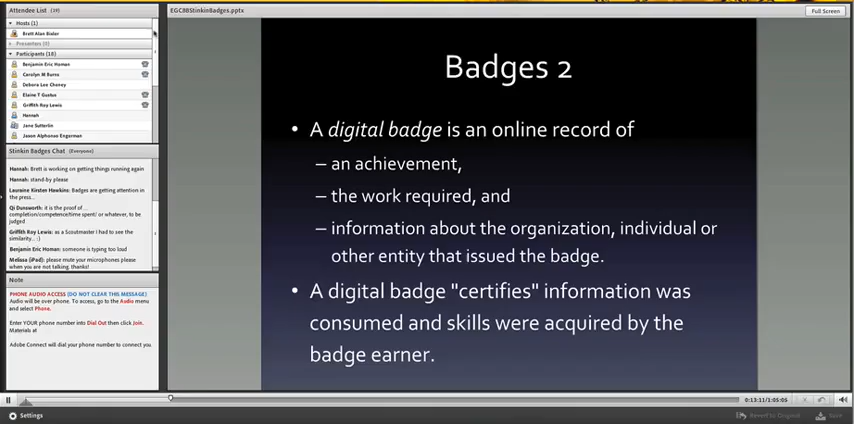 Attendee List (19)
Hosts (1)
Brett Alan Bixler
Presenters (0)
Participants (18)
Benjamin Eric Homan
Carolyn M Burns
Debora Lee Cheney
Elaine T Gustus
Griffith Roy Lewis
Hannah
Jane Sutterlin
Jason Alphonso Engerman
Stinkin Badges Chat (Everyone)
Hannah: Brett is working on getting things running again
Hannah: stand-by please
Lauraine Kirsten Hawkins: Badges are getting attention in
the press...
Qi Dunsworth: it is the proof of...
completion/competence/time spent/ or whatever, to be
judged
Griffith Roy Lewis: as a Scoutmaster I had to see the
similarity... :)
Benjamin Eric Homan: someone is typing too loud
Melissa (iPad): please mute your microphones please
when you are not talking. thanks!
Note
PHONE AUDIO ACCESS (DO NOT CLEAR THIS MESSAGE)
Audio will be over phone. To access, go to the Audio menu
and select Phone.
Enter YOUR phone number into Dial Out then click Join.
Materials at
Adobe Connect will dial your phone number to connect you.
EGCBBStinkinBadges.pptx
Full Screen
Badges 2
• A digital badge is an online record of
– an achievement,
– the work required, and
– information about the organization, individual or
other entity that issued the badge.
• A digital badge "certifies" information was
consumed and skills were acquired by the
badge earner.
0:13:11/1:05:05
Settings
Revert to Original
Save